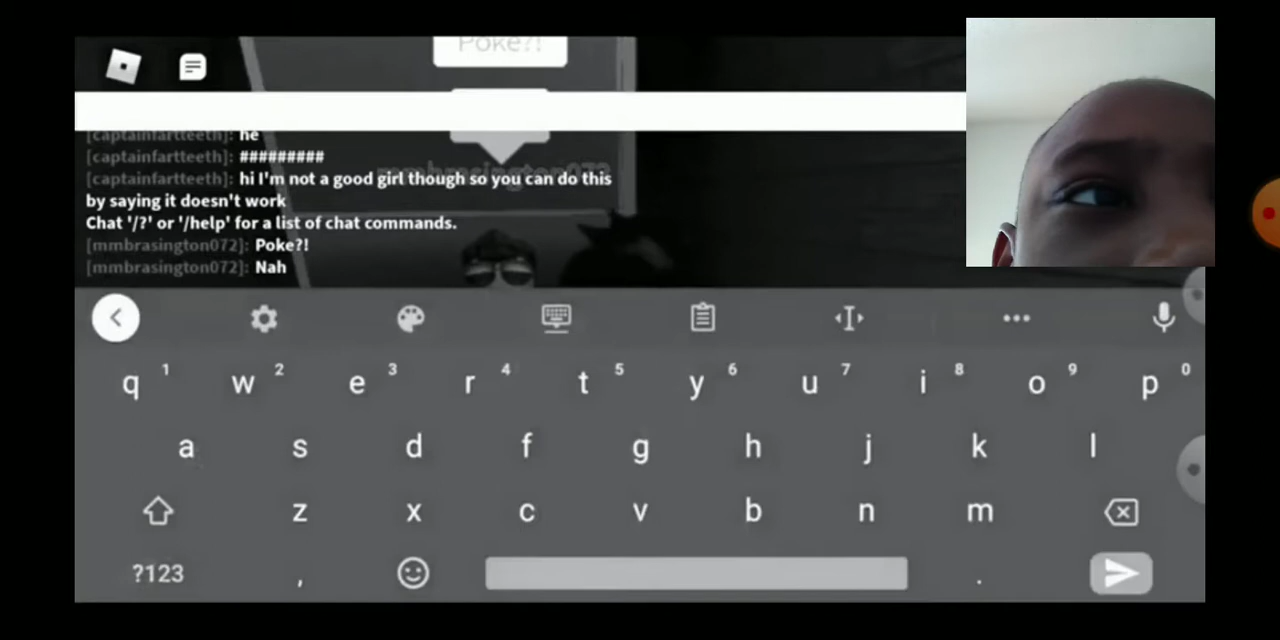 Poke?!
[captainfartteeth]: he
[captainfartteeth]: #########
mmbrasington072
[captainfartteeth]: hi I'm not a good girl though so you can do this
by saying it doesn't work
Chat '/?' or '/help' for a list of chat commands.
[mmbrasington072]: Poke?!
[mmbrasington072]: Nah
q 1 w 2 e 3 r 4 t 5 y 6 u 7 i 8 o 9 p 0
a s d f g h j k l
z x c v b n m
?123 , .